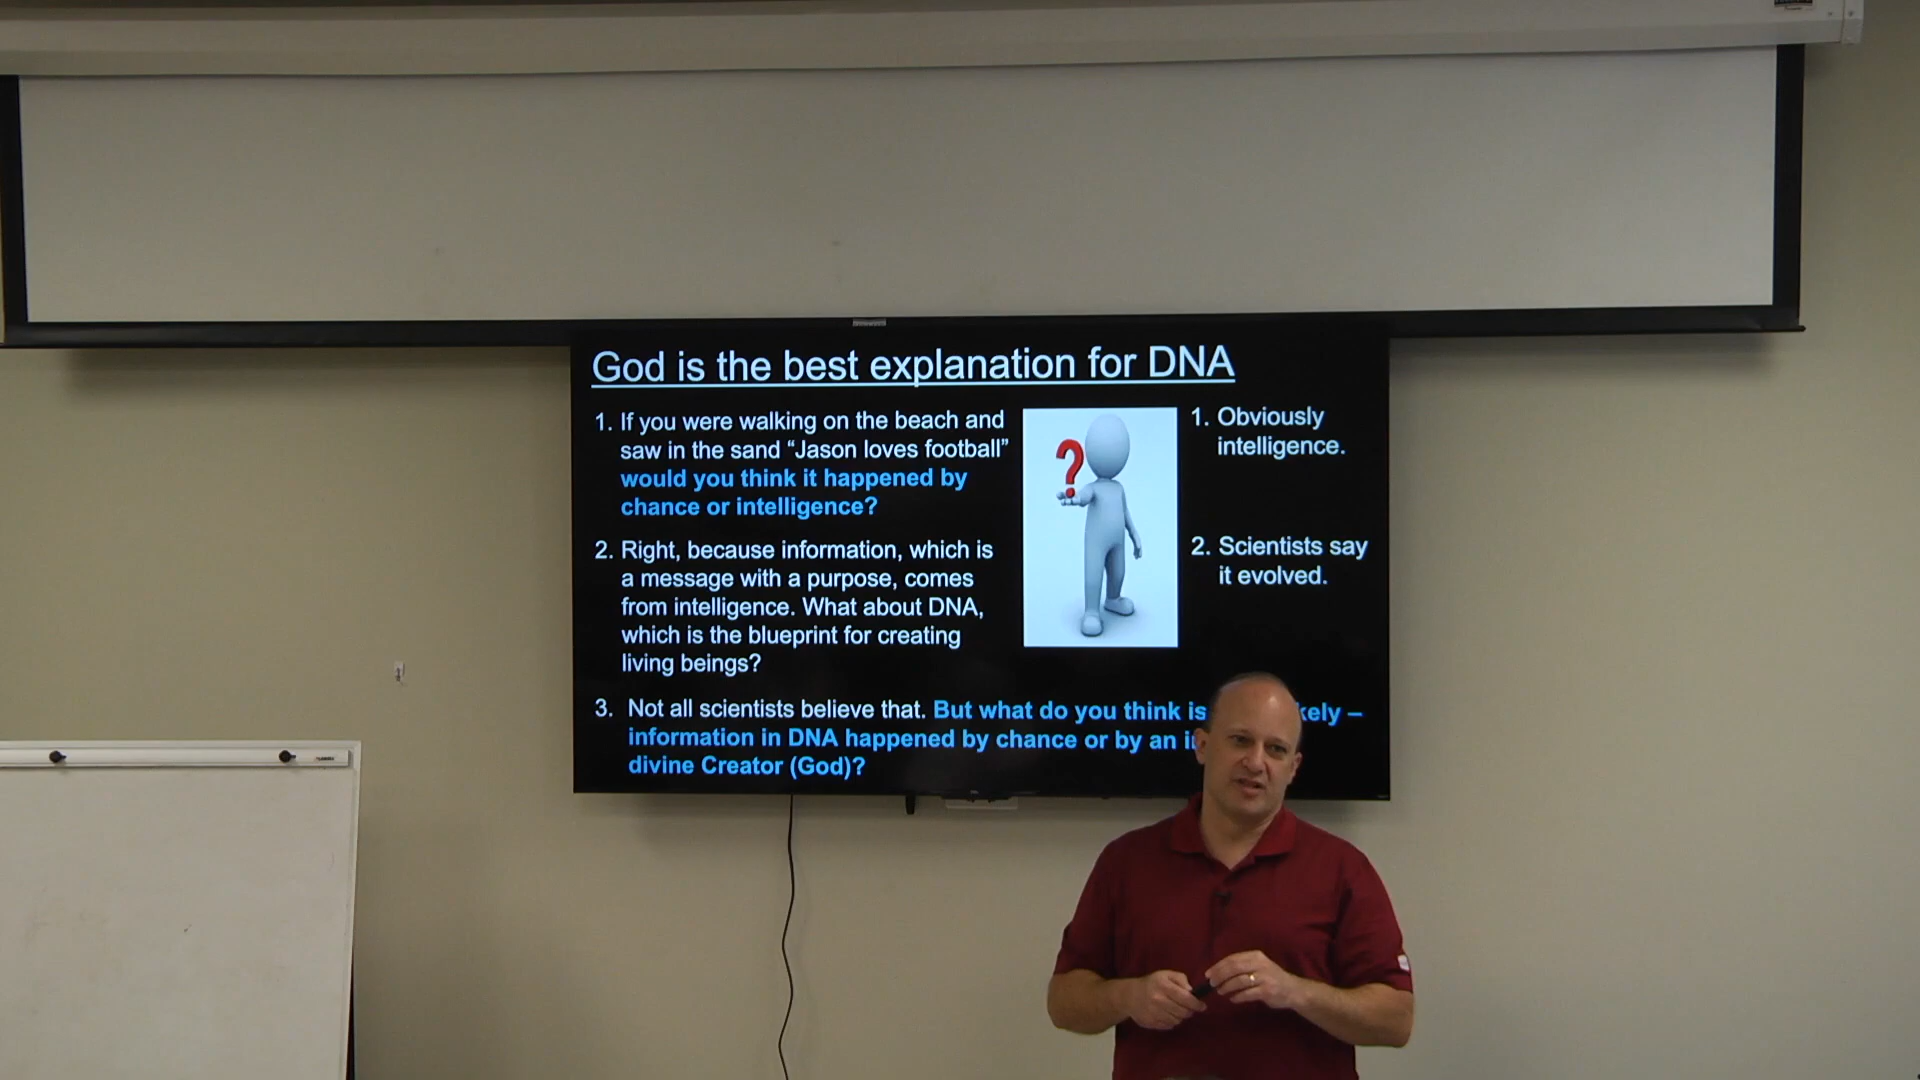 God is the best explanation for DNA
1. If you were walking on the beach and
saw in the sand “Jason loves football”
would you think it happened by
chance or intelligence?
2. Right, because information, which is
a message with a purpose, comes
from intelligence. What about DNA,
which is the blueprint for creating
living beings?
?
1. Obviously
intelligence.
2. Scientists say
it evolved.
3. Not all scientists believe that. But what do you think is kely –
information in DNA happened by chance or by an
divine Creator (God)?